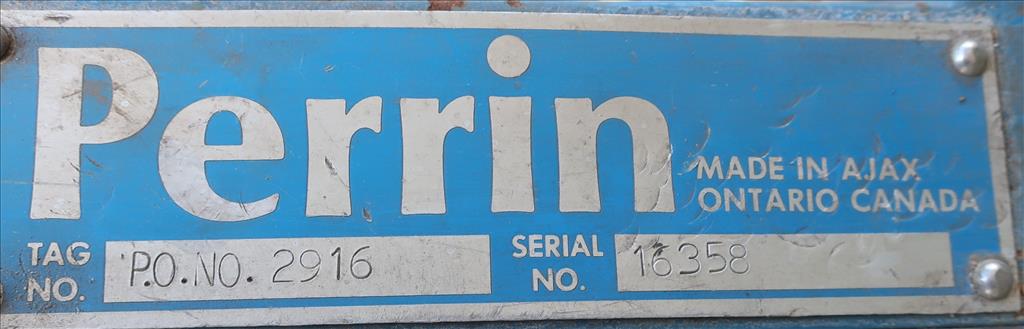 Perrin
MADE IN AJAX
ONTARIO CANADA
TAG NO. P.O.NO. 2916
SERIAL NO. 16358